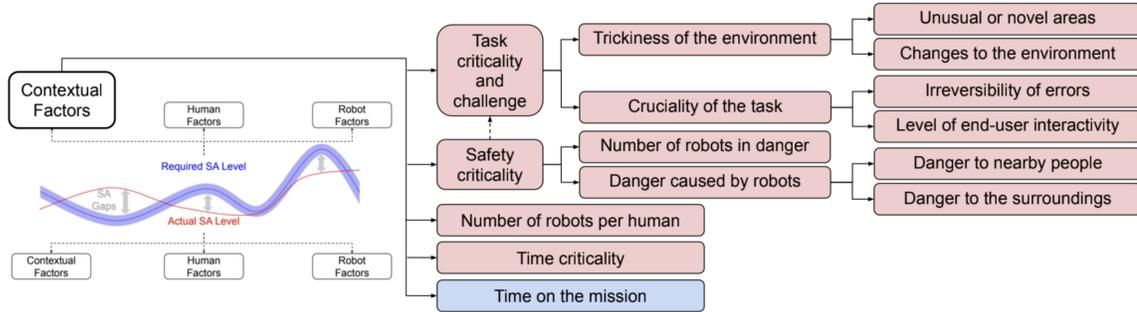 Contextual
Factors
Human
Factors
Robot
Factors
Required SA Level
SA
Gaps
Actual SA Level
Contextual
Factors
Human
Factors
Robot
Factors
Task
criticality
and
challenge
Safety
criticality
Number of robots per human
Time criticality
Time on the mission
Trickiness of the environment
Cruciality of the task
Number of robots in danger
Danger caused by robots
Unusual or novel areas
Changes to the environment
Irreversibility of errors
Level of end-user interactivity
Danger to nearby people
Danger to the surroundings